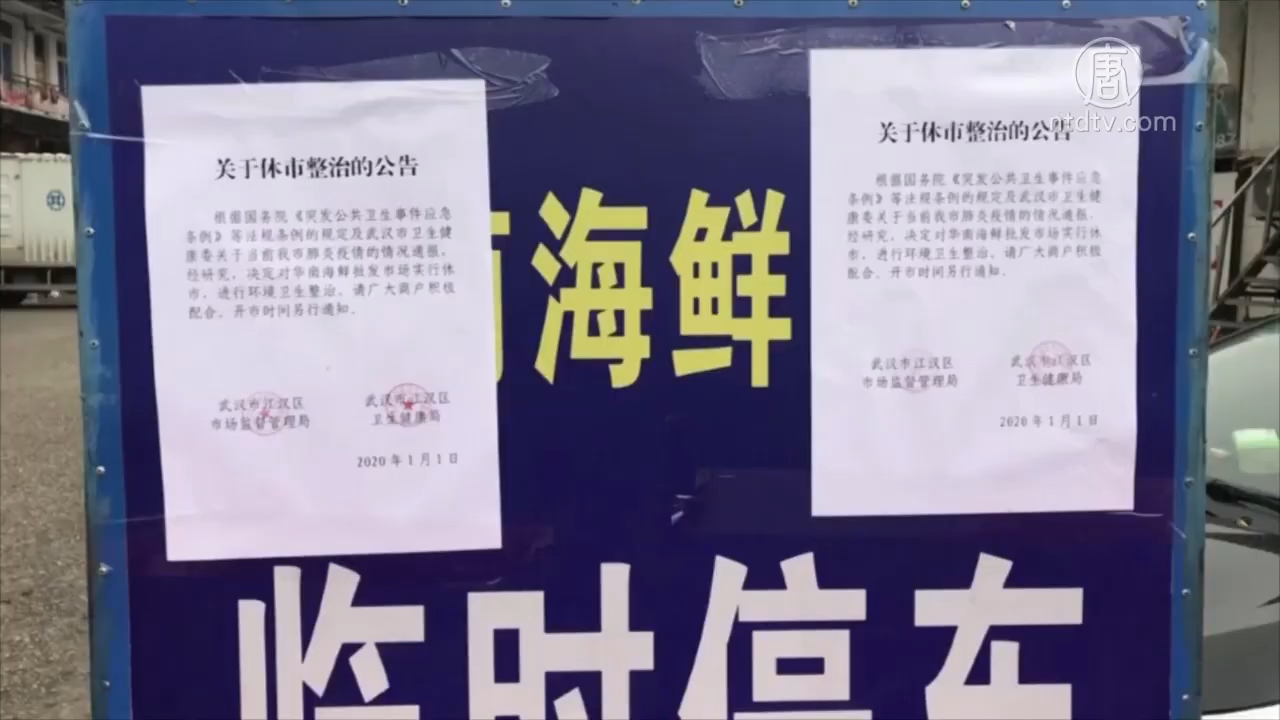 关于休市整治的公告
根据国务院《突发公共卫生事件应急
条例》等法规条例的规定及武汉市卫生健
康委关于当前我市肺炎疫情的情况通报,
经研究，决定对华南海鲜批发市场实行休
市，进行环境卫生整治。请广大商户积极
配合。开市时间另行通知。
武汉市江汉区
市场监督管理局
武汉市江汉区
卫生健康局
2020年1月1日
南海鲜
关于休市整治的公告
根据国务院《突发公共卫生事件应急
条例》等法规条例的规定及武汉市卫生健
康委关于当前我市肺炎疫情的情况通报,
经研究，决定对华南海鲜批发市场实行休
市，进行环境卫生整治。请广大商户积极
配合。开市时间另行通知。
武汉市江汉区
市场监督管理局
武汉市江汉区
卫生健康局
2020年1月1日
唐
ntdtv.com
临时停车